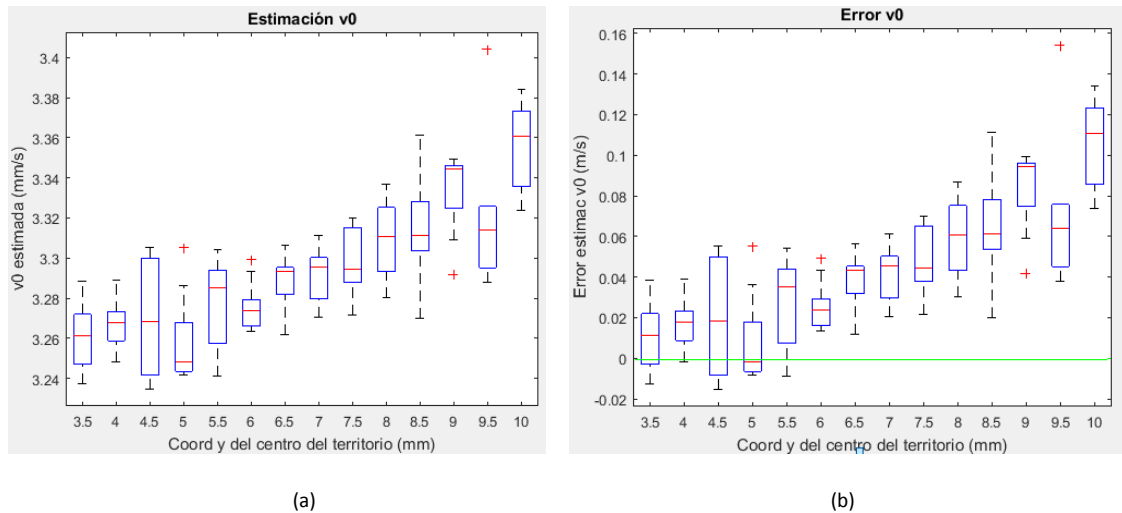 Estimación v0
v0 estimada (mm/s)
3.4
3.38
3.36
3.34
3.32
3.3
3.28
3.26
3.24
3.5 4 4.5 5 5.5 6 6.5 7 7.5 8 8.5 9 9.5 10
Coord y del centro del territorio (mm)
(a)
Error v0
Error estimac v0 (m/s)
0.16
0.14
0.12
0.1
0.08
0.06
0.04
0.02
0
-0.02
3.5 4 4.5 5 5.5 6 6.5 7 7.5 8 8.5 9 9.5 10
Coord y del centro del territorio (mm)
(b)